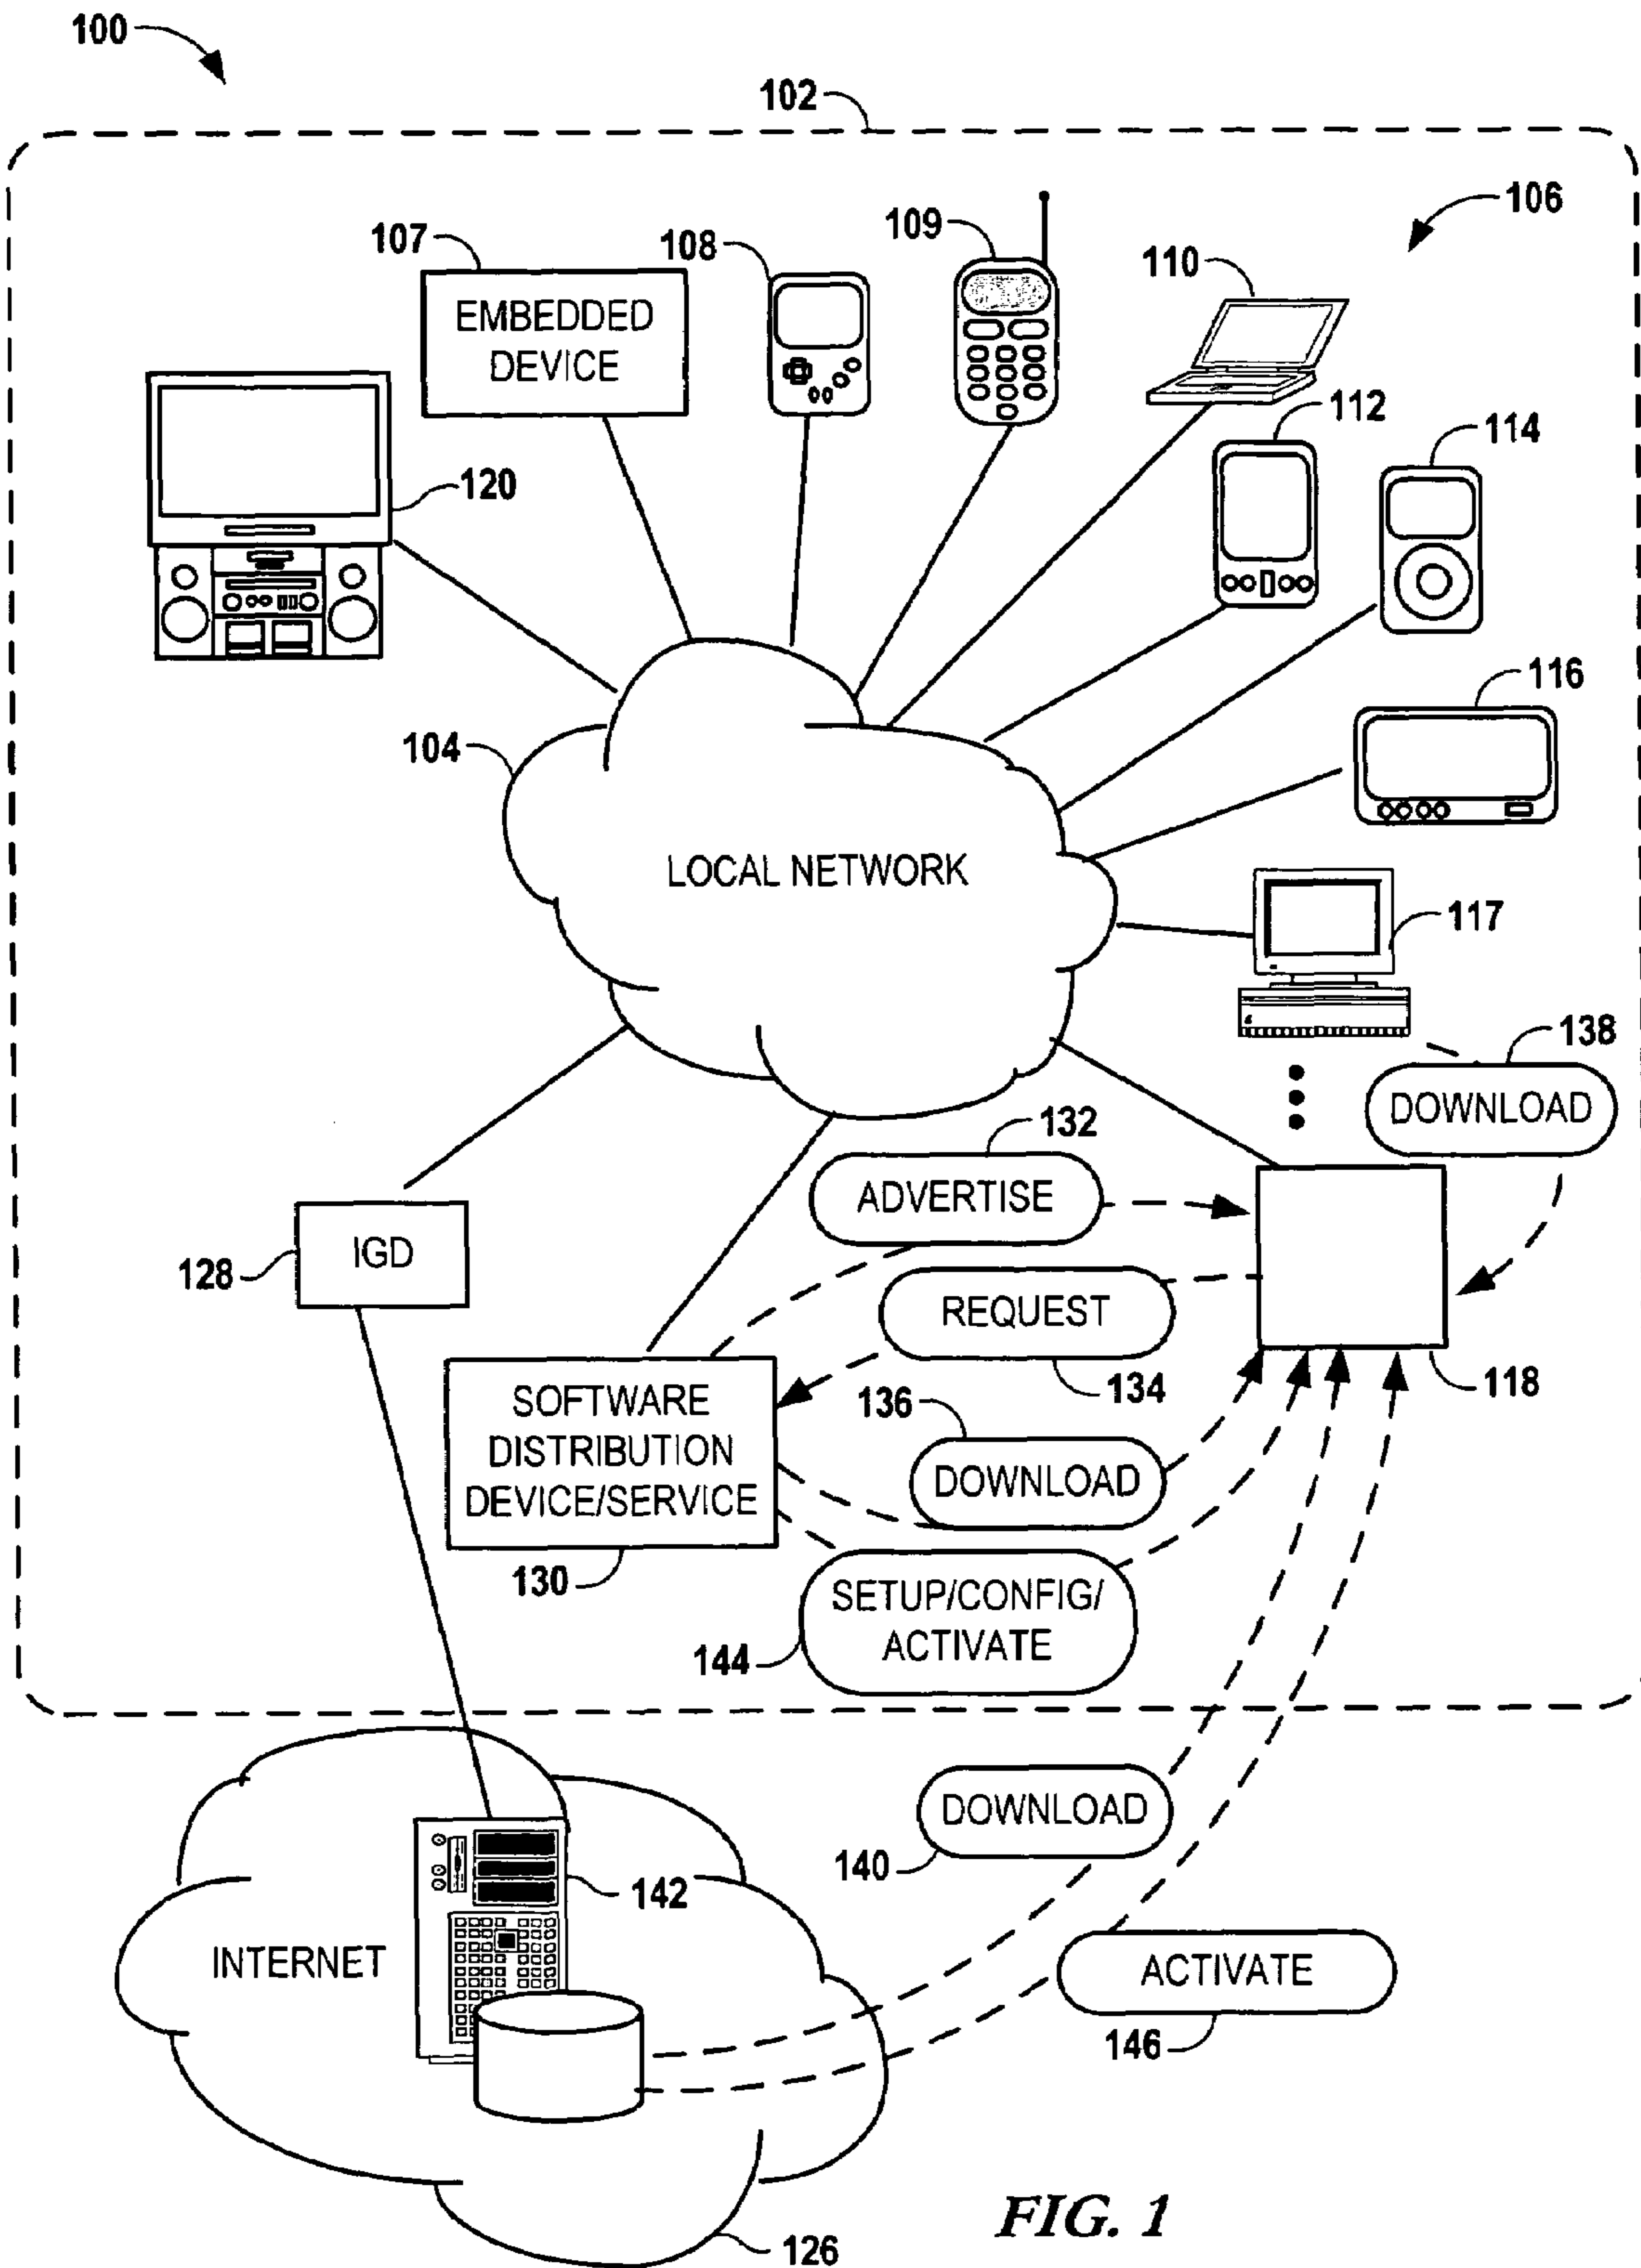 100
102
106
107
108
109
110
EMBEDDED
DEVICE
112
114
120
116
104
LOCAL NETWORK
117
138
DOWNLOAD
132
ADVERTISE
128
IGD
REQUEST
134
118
136
SOFTWARE
DISTRIBUTION
DEVICE/SERVICE
130
DOWNLOAD
SETUP/CONFIG/
ACTIVATE
144
DOWNLOAD
140
142
INTERNET
ACTIVATE
146
126
FIG. 1